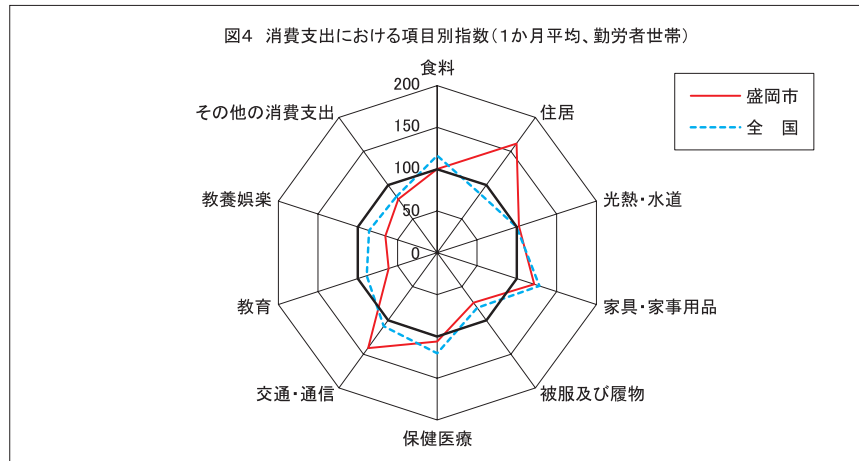 図4 消費支出における項目別指数(1か月平均、勤労者世帯)
食料
200
150
100
50
0
その他の消費支出
住居
盛岡市
全　国
教養娯楽
光熱・水道
教育
家具・家事用品
交通・通信
被服及び履物
保健医療